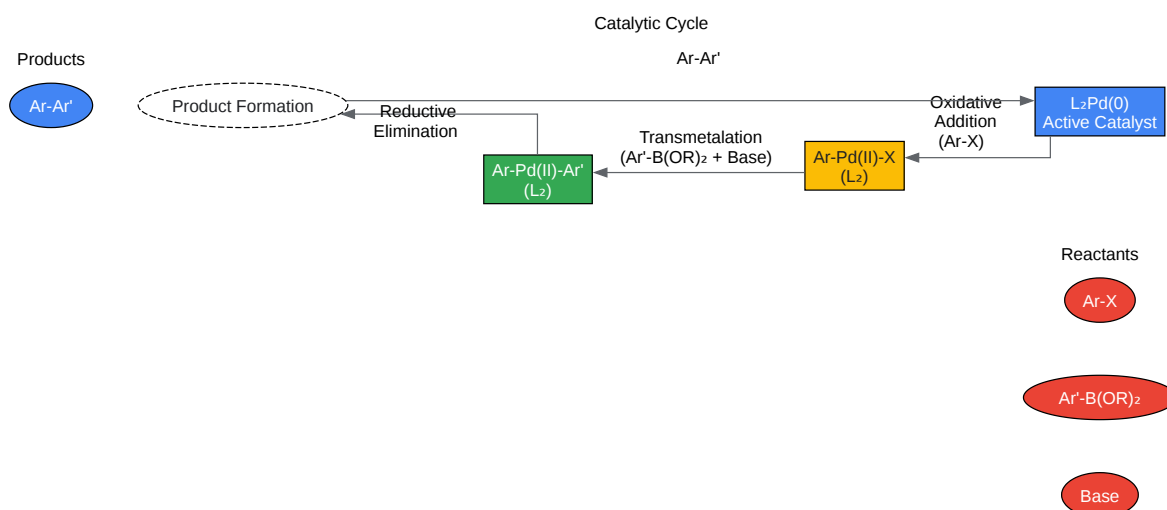 Catalytic Cycle
Products
Ar-Ar'
Ar-Ar'
Product Formation
Reductive
Elimination
Transmetalation
(Ar'-B(OR)₂ + Base)
Oxidative
Addition
(Ar-X)
L₂Pd(0)
Active Catalyst
Ar-Pd(II)-Ar'
(L₂)
Ar-Pd(II)-X
(L₂)
Reactants
Ar-X
Ar'-B(OR)₂
Base